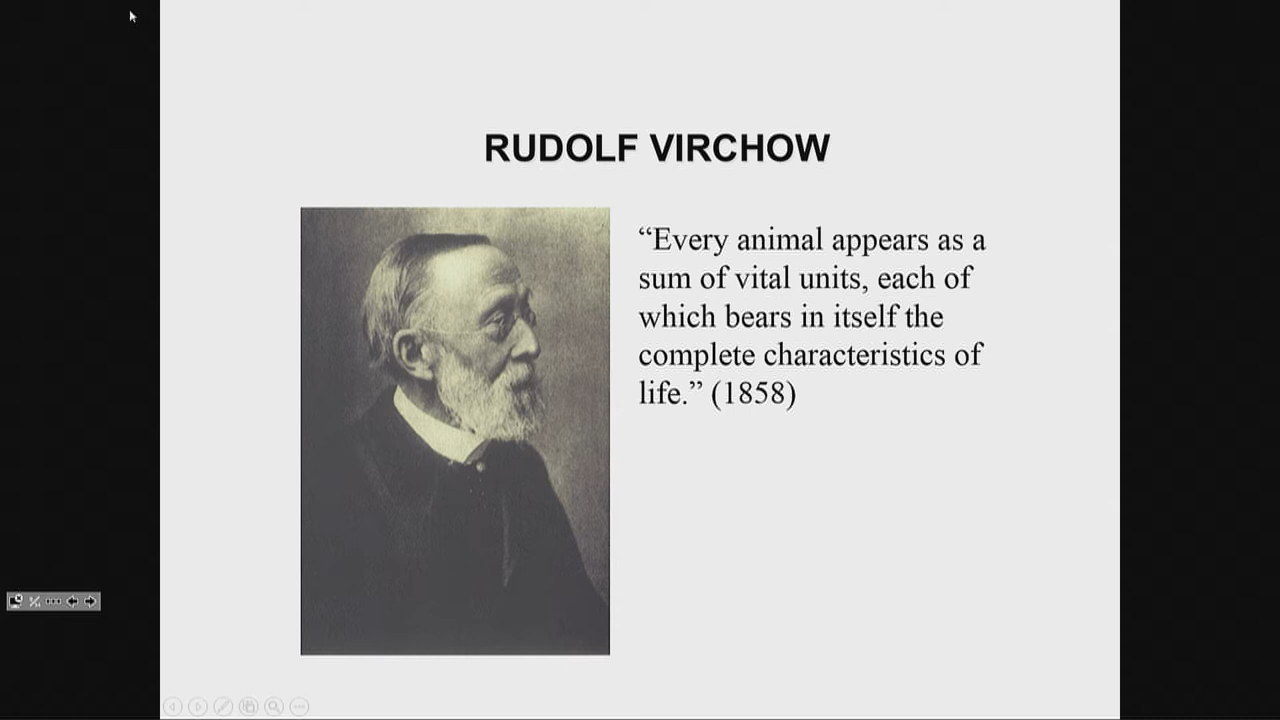 RUDOLF VIRCHOW
“Every animal appears as a
sum of vital units, each of
which bears in itself the
complete characteristics of
life.” (1858)